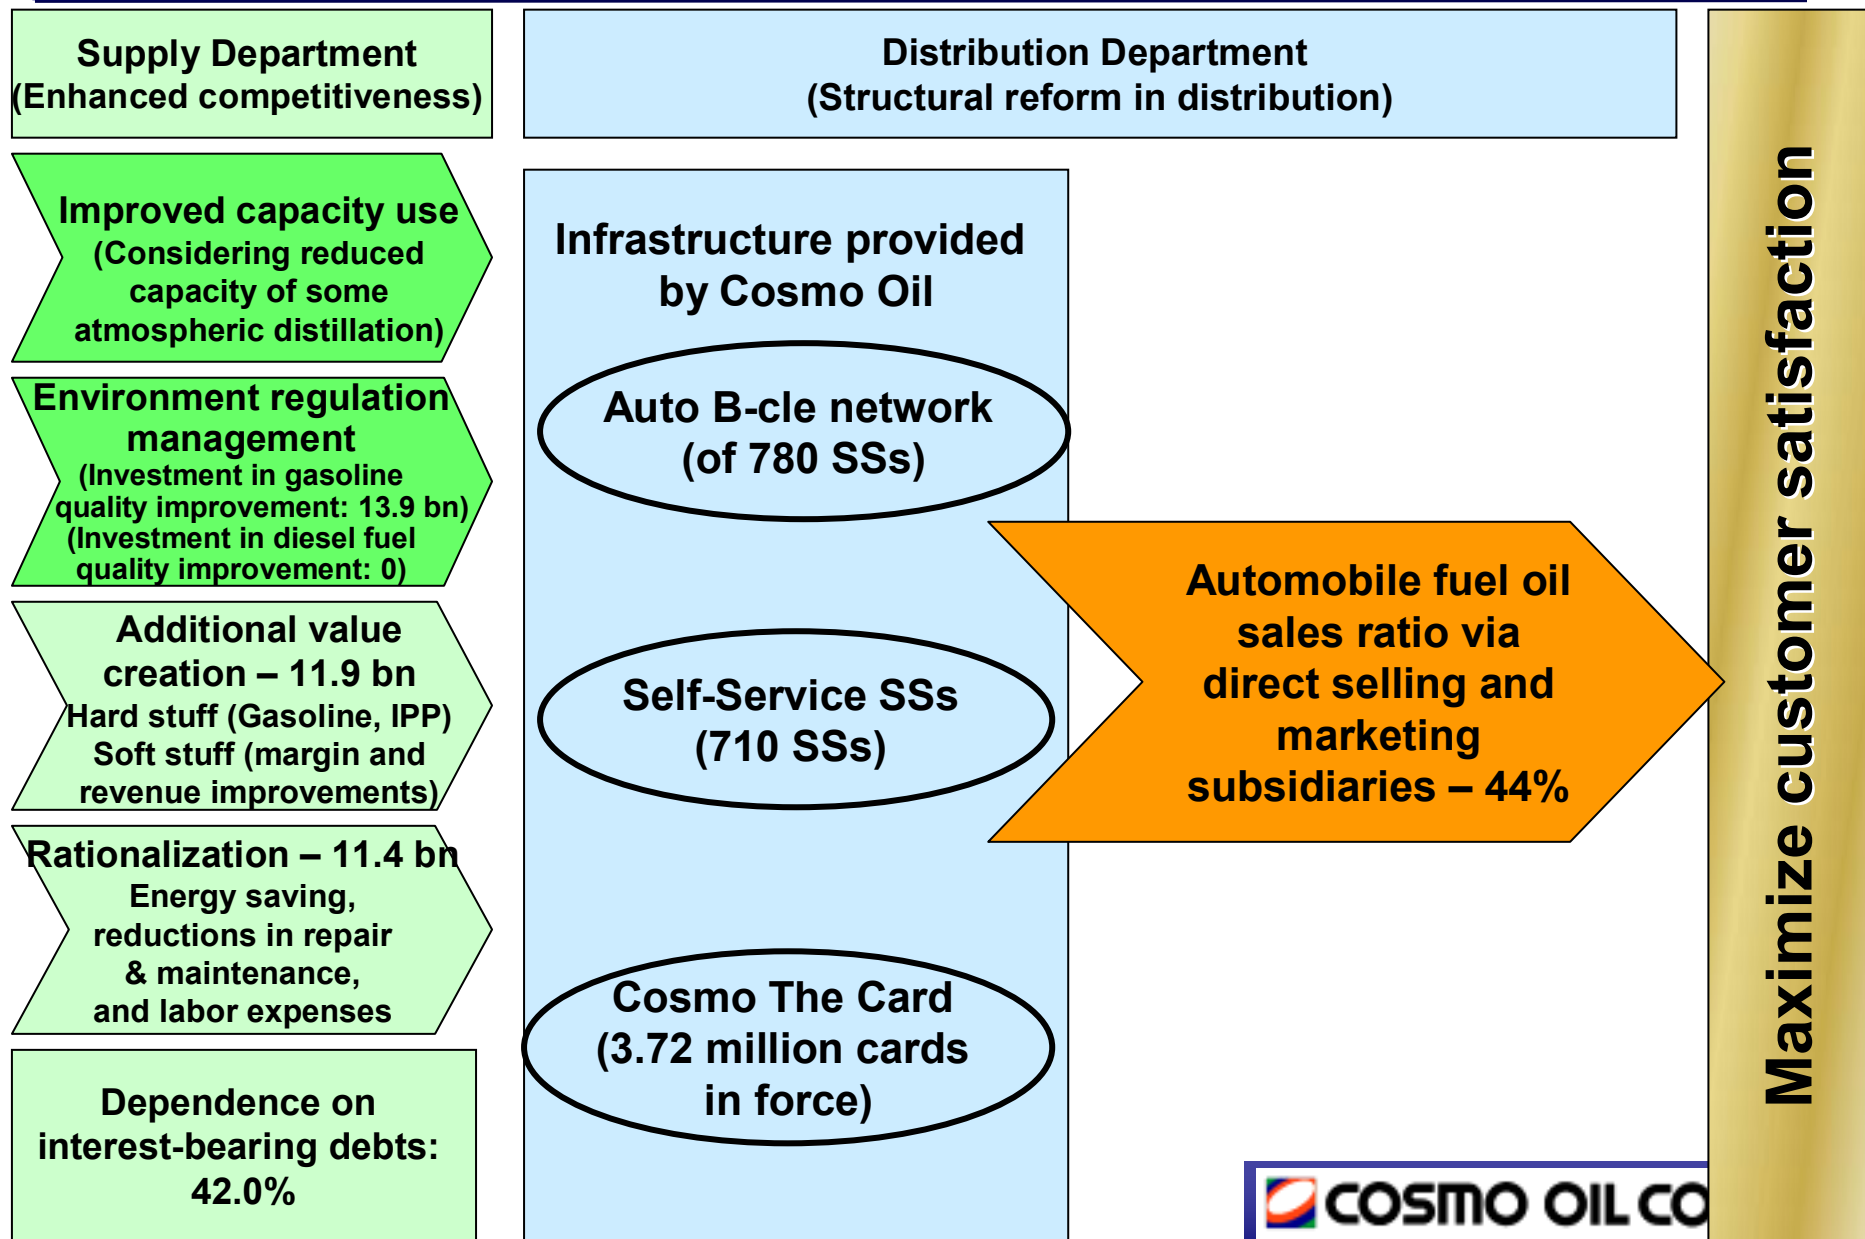 Supply Department
(Enhanced competitiveness)
Distribution Department
(Structural reform in distribution)
Improved capacity use
(Considering reduced
capacity of some
atmospheric distillation)
Environment regulation
management
(Investment in gasoline
quality improvement: 13.9 bn)
(Investment in diesel fuel
quality improvement: 0)
Additional value
creation – 11.9 bn
Hard stuff (Gasoline, IPP)
Soft stuff (margin and
revenue improvements)
Rationalization – 11.4 bn
Energy saving,
reductions in repair
& maintenance,
and labor expenses
Dependence on
interest-bearing debts:
42.0%
Infrastructure provided
by Cosmo Oil
Auto B-cle network
(of 780 SSs)
Self-Service SSs
(710 SSs)
Cosmo The Card
(3.72 million cards
in force)
Automobile fuel oil
sales ratio via
direct selling and
marketing
subsidiaries – 44%
Maximize customer satisfaction
COSMO OIL CO